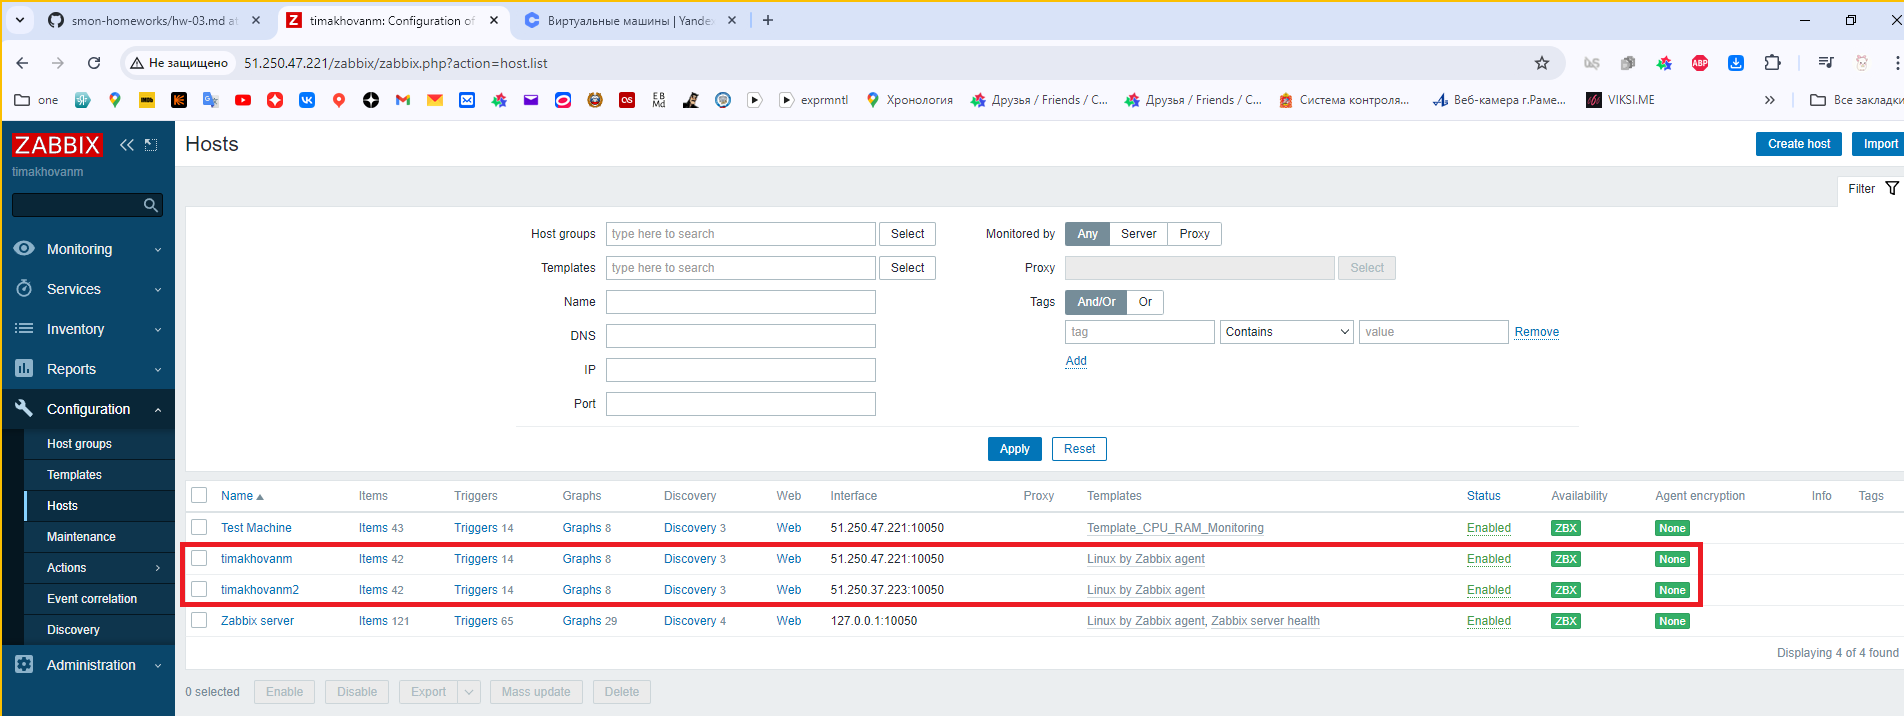 smon-homeworks/hw-03.md at
timakhovanm: Configuration of
Виртуальные машины | Yandex
Не защищено
51.250.47.221/zabbix/zabbix.php?action=host.list
ABP
one
exprmntl
Хронология
Друзья / Friends / C...
Друзья / Friends / C...
Система контроля...
Веб-камера г.Раме...
VIKSI.ME
Все закладки
ZABBIX
timakhovanm
Monitoring
Services
Inventory
Reports
Configuration
Host groups
Templates
Hosts
Maintenance
Actions
Event correlation
Discovery
Administration
Hosts
Create host
Import
Filter
Host groups
type here to search
Select
Templates
type here to search
Select
Name
DNS
IP
Port
Monitored by
Any
Server
Proxy
Proxy
Select
Tags
And/Or
Or
tag
Contains
value
Remove
Add
Apply
Reset
Name Items Triggers Graphs Discovery Web Interface Proxy Templates Status Availability Agent encryption Info Tags
Test Machine Items 43 Triggers 14 Graphs 8 Discovery 3 Web 51.250.47.221:10050 Template_CPU_RAM_Monitoring Enabled ZBX None
timakhovanm Items 42 Triggers 14 Graphs 8 Discovery 3 Web 51.250.47.221:10050 Linux by Zabbix agent Enabled ZBX None
timakhovanm2 Items 42 Triggers 14 Graphs 8 Discovery 3 Web 51.250.37.223:10050 Linux by Zabbix agent Enabled ZBX None
Zabbix server Items 121 Triggers 65 Graphs 29 Discovery 4 Web 127.0.0.1:10050 Linux by Zabbix agent, Zabbix server health Enabled ZBX None
Displaying 4 of 4 found
0 selected
Enable
Disable
Export
Mass update
Delete